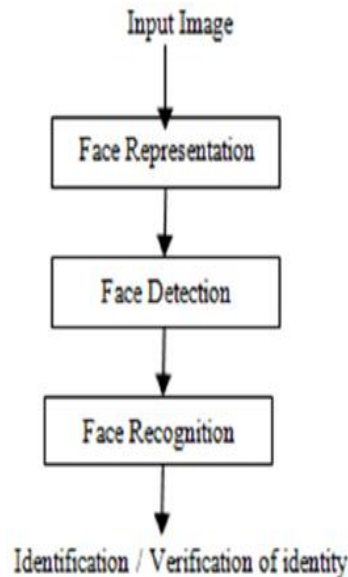 Input Image
Face Representation
Face Detection
Face Recognition
Identification / Verification of identity